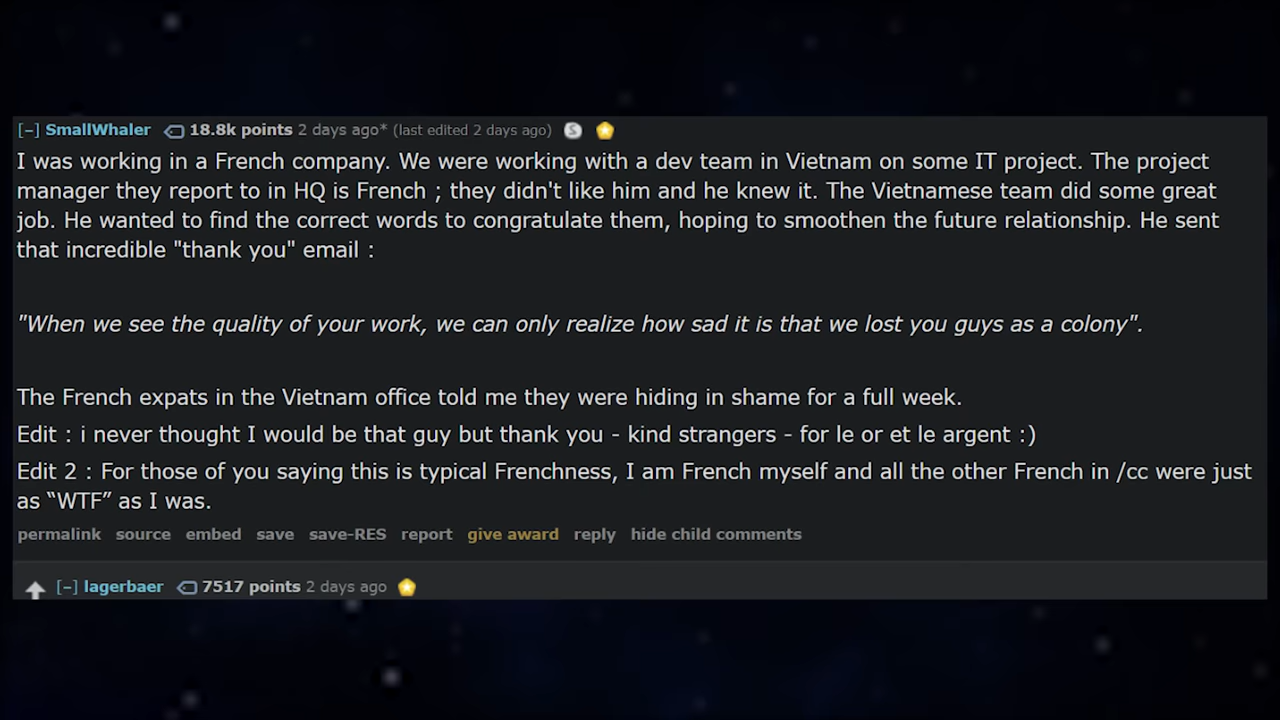 [–] SmallWhaler 18.8k points 2 days ago* (last edited 2 days ago) S
I was working in a French company. We were working with a dev team in Vietnam on some IT project. The project
manager they report to in HQ is French ; they didn't like him and he knew it. The Vietnamese team did some great
job. He wanted to find the correct words to congratulate them, hoping to smoothen the future relationship. He sent
that incredible "thank you" email :
"When we see the quality of your work, we can only realize how sad it is that we lost you guys as a colony".
The French expats in the Vietnam office told me they were hiding in shame for a full week.
Edit : i never thought I would be that guy but thank you - kind strangers - for le or et le argent :)
Edit 2 : For those of you saying this is typical Frenchness, I am French myself and all the other French in /cc were just
as “WTF” as I was.
permalink source embed save save-RES report give award reply hide child comments
[–] lagerbaer 7517 points 2 days ago